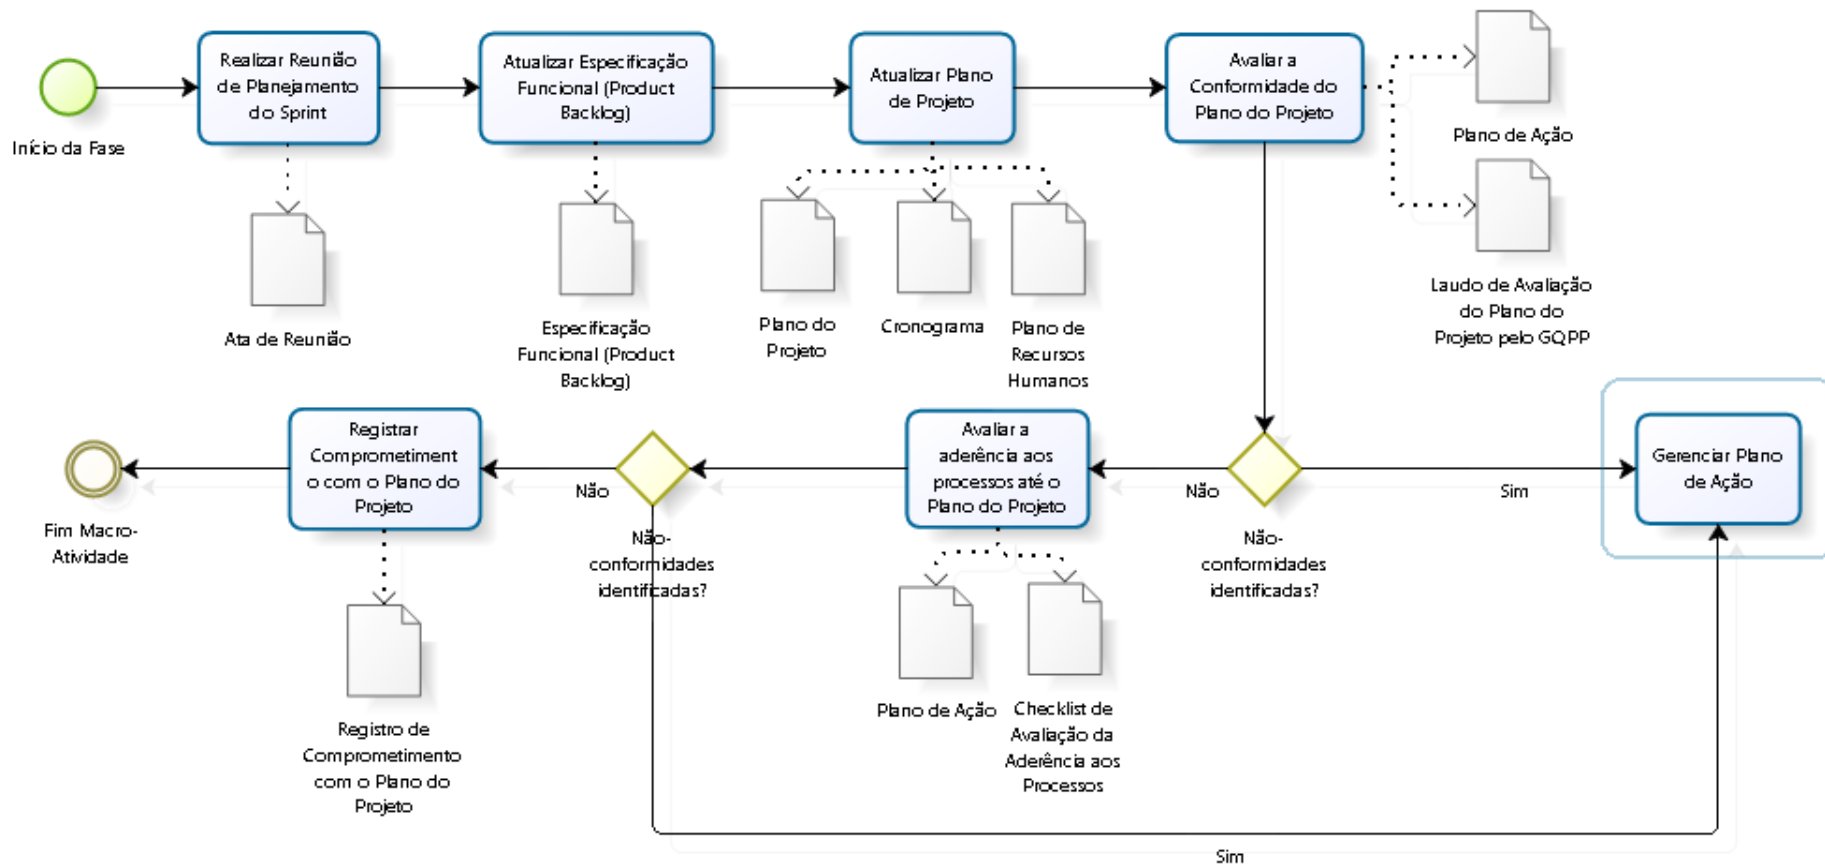 Início da Fase
Realizar Reunião
de Planejamento
do Sprint
Atualizar Especificação
Funcional (Product
Backlog)
Atualizar Plano
de Projeto
Avaliar a
Conformidade do
Plano do Projeto
Plano de Ação
Laudo de Avaliação
do Plano do
Projeto pelo GQPP
Ata de Reunião
Especificação
Funcional (Product
Backlog)
Plano do
Projeto
Cronograma
Plano de
Recursos
Humanos
Fim Macro-
Atividade
Registrar
Comprometiment
o com o Plano do
Projeto
Não
Não-
conformidades
identificadas?
Avaliar a
aderência aos
processos até o
Plano do Projeto
Não
Não-
conformidades
identificadas?
Sim
Gerenciar Plano
de Ação
Registro de
Comprometimento
com o Plano do
Projeto
Plano de Ação
Checklist de
Avaliação da
Aderência aos
Processos
Sim